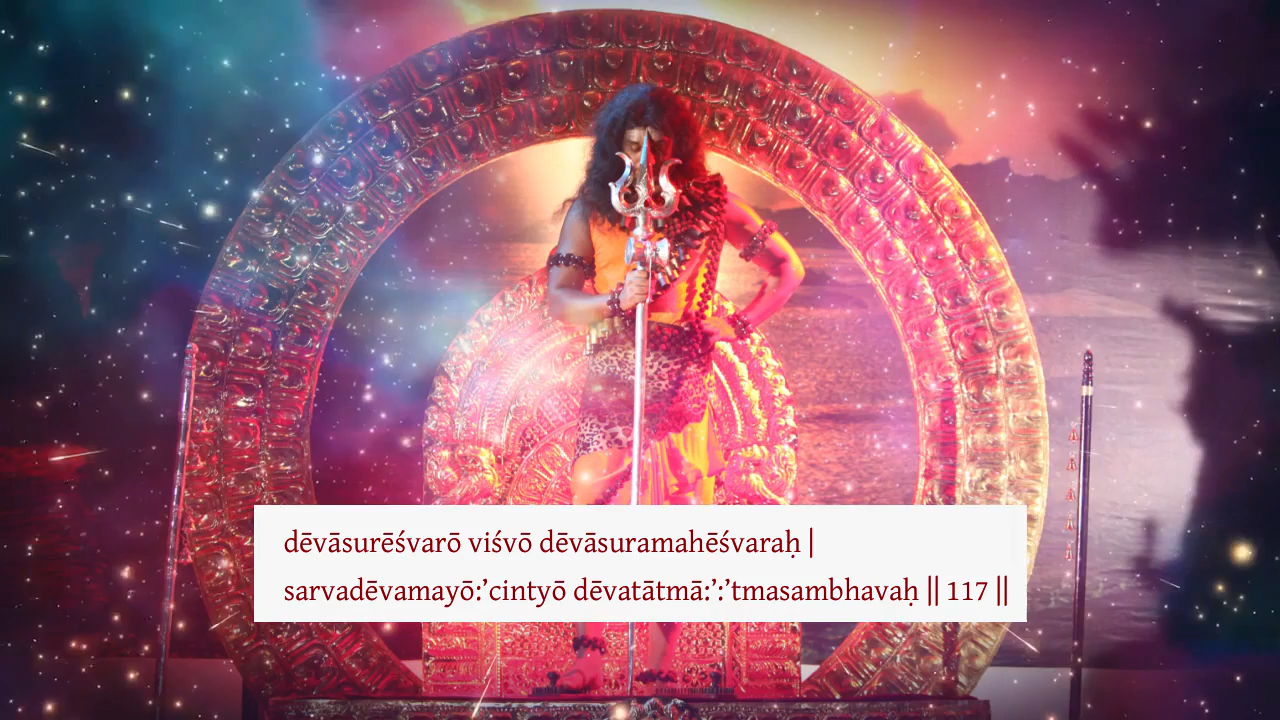 dēvāsurēśvarō viśvō dēvāsuramahēśvaraḥ |
sarvadēvamayō:’cintyō dēvatātmā:’:’tmasambhavaḥ || 117 ||